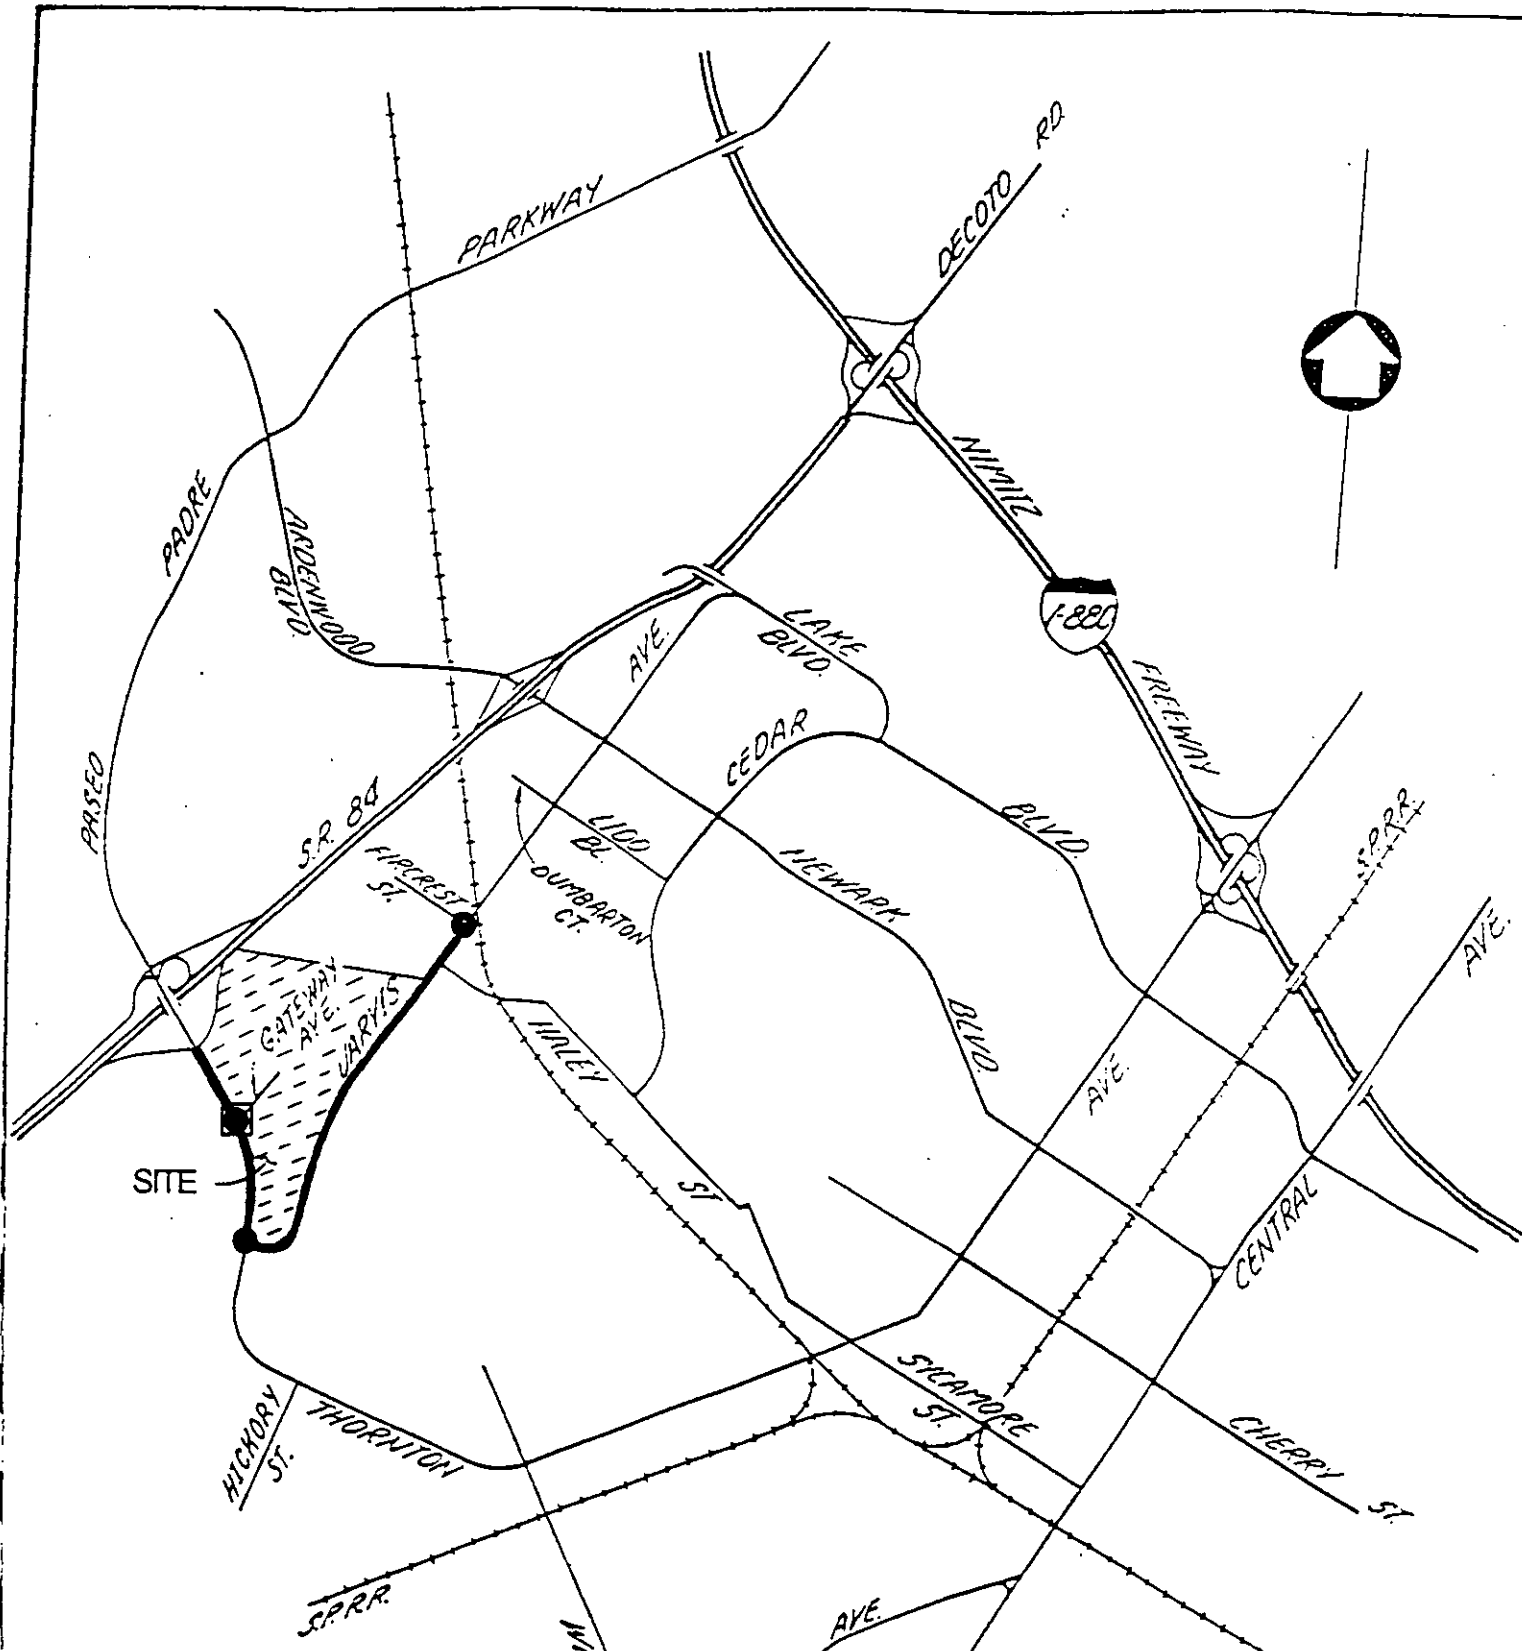 RD.
DECOTO
PARKWAY
NIMITZ
PADRE
ARDENWOOD
BLVD.
I-880
LAKE
BLVD.
AVE.
FREEWAY
CEDAR
PASEO
S.R. 84
LIDO
BL.
BLVD.
S.P.R.R.
FIRCREST
ST.
DUMBARTON
CT.
NEWARK
AVE.
GATEWAY
AVE.
JARVIS
HALEY
BLVD.
AVE.
SITE
ST
CENTRAL
SYCAMORE
ST.
HICKORY
ST.
THORNTON
CHERRY
ST.
S.P.R.R.
AVE.